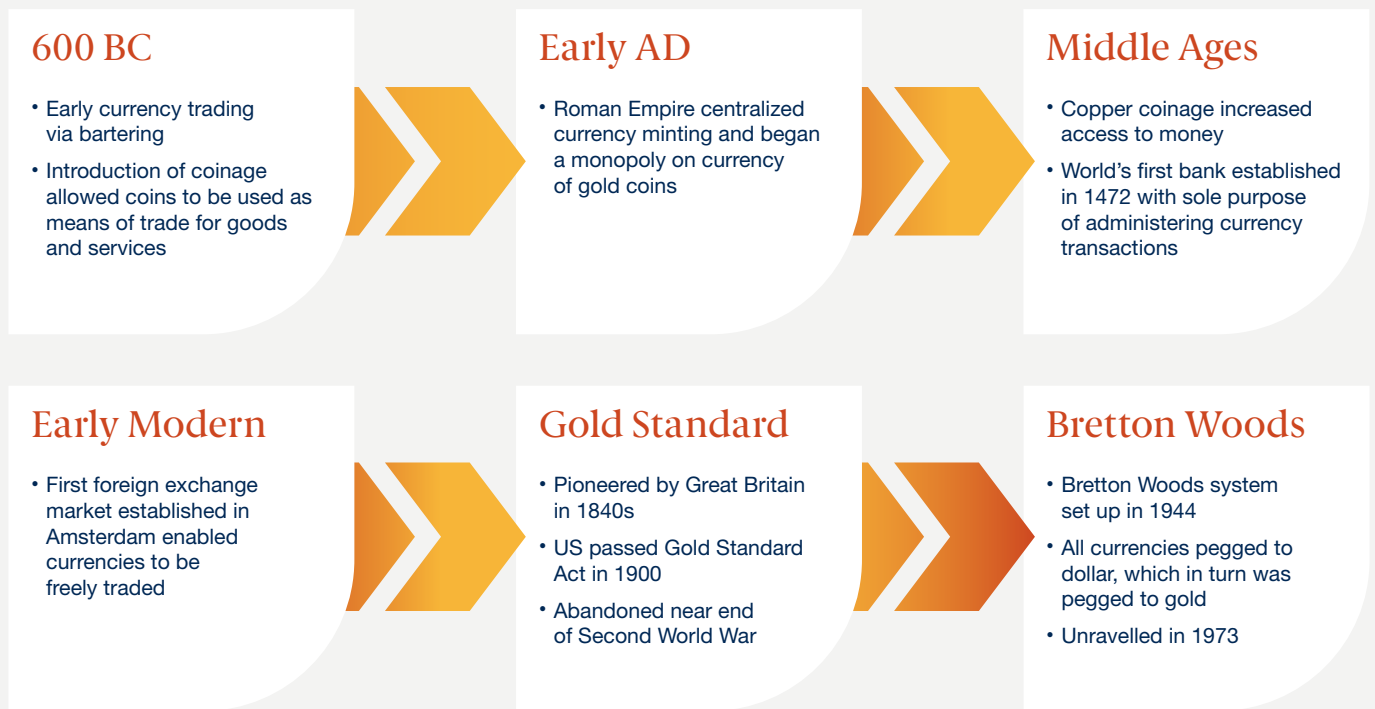 600 BC
• Early currency trading
via bartering
• Introduction of coinage
allowed coins to be used as
means of trade for goods
and services
Early AD
• Roman Empire centralized
currency minting and began
a monopoly on currency
of gold coins
Middle Ages
• Copper coinage increased
access to money
• World’s first bank established
in 1472 with sole purpose
of administering currency
transactions
Early Modern
• First foreign exchange
market established in
Amsterdam enabled
currencies to be
freely traded
Gold Standard
• Pioneered by Great Britain
in 1840s
• US passed Gold Standard
Act in 1900
• Abandoned near end
of Second World War
Bretton Woods
• Bretton Woods system
set up in 1944
• All currencies pegged to
dollar, which in turn was
pegged to gold
• Unravelled in 1973